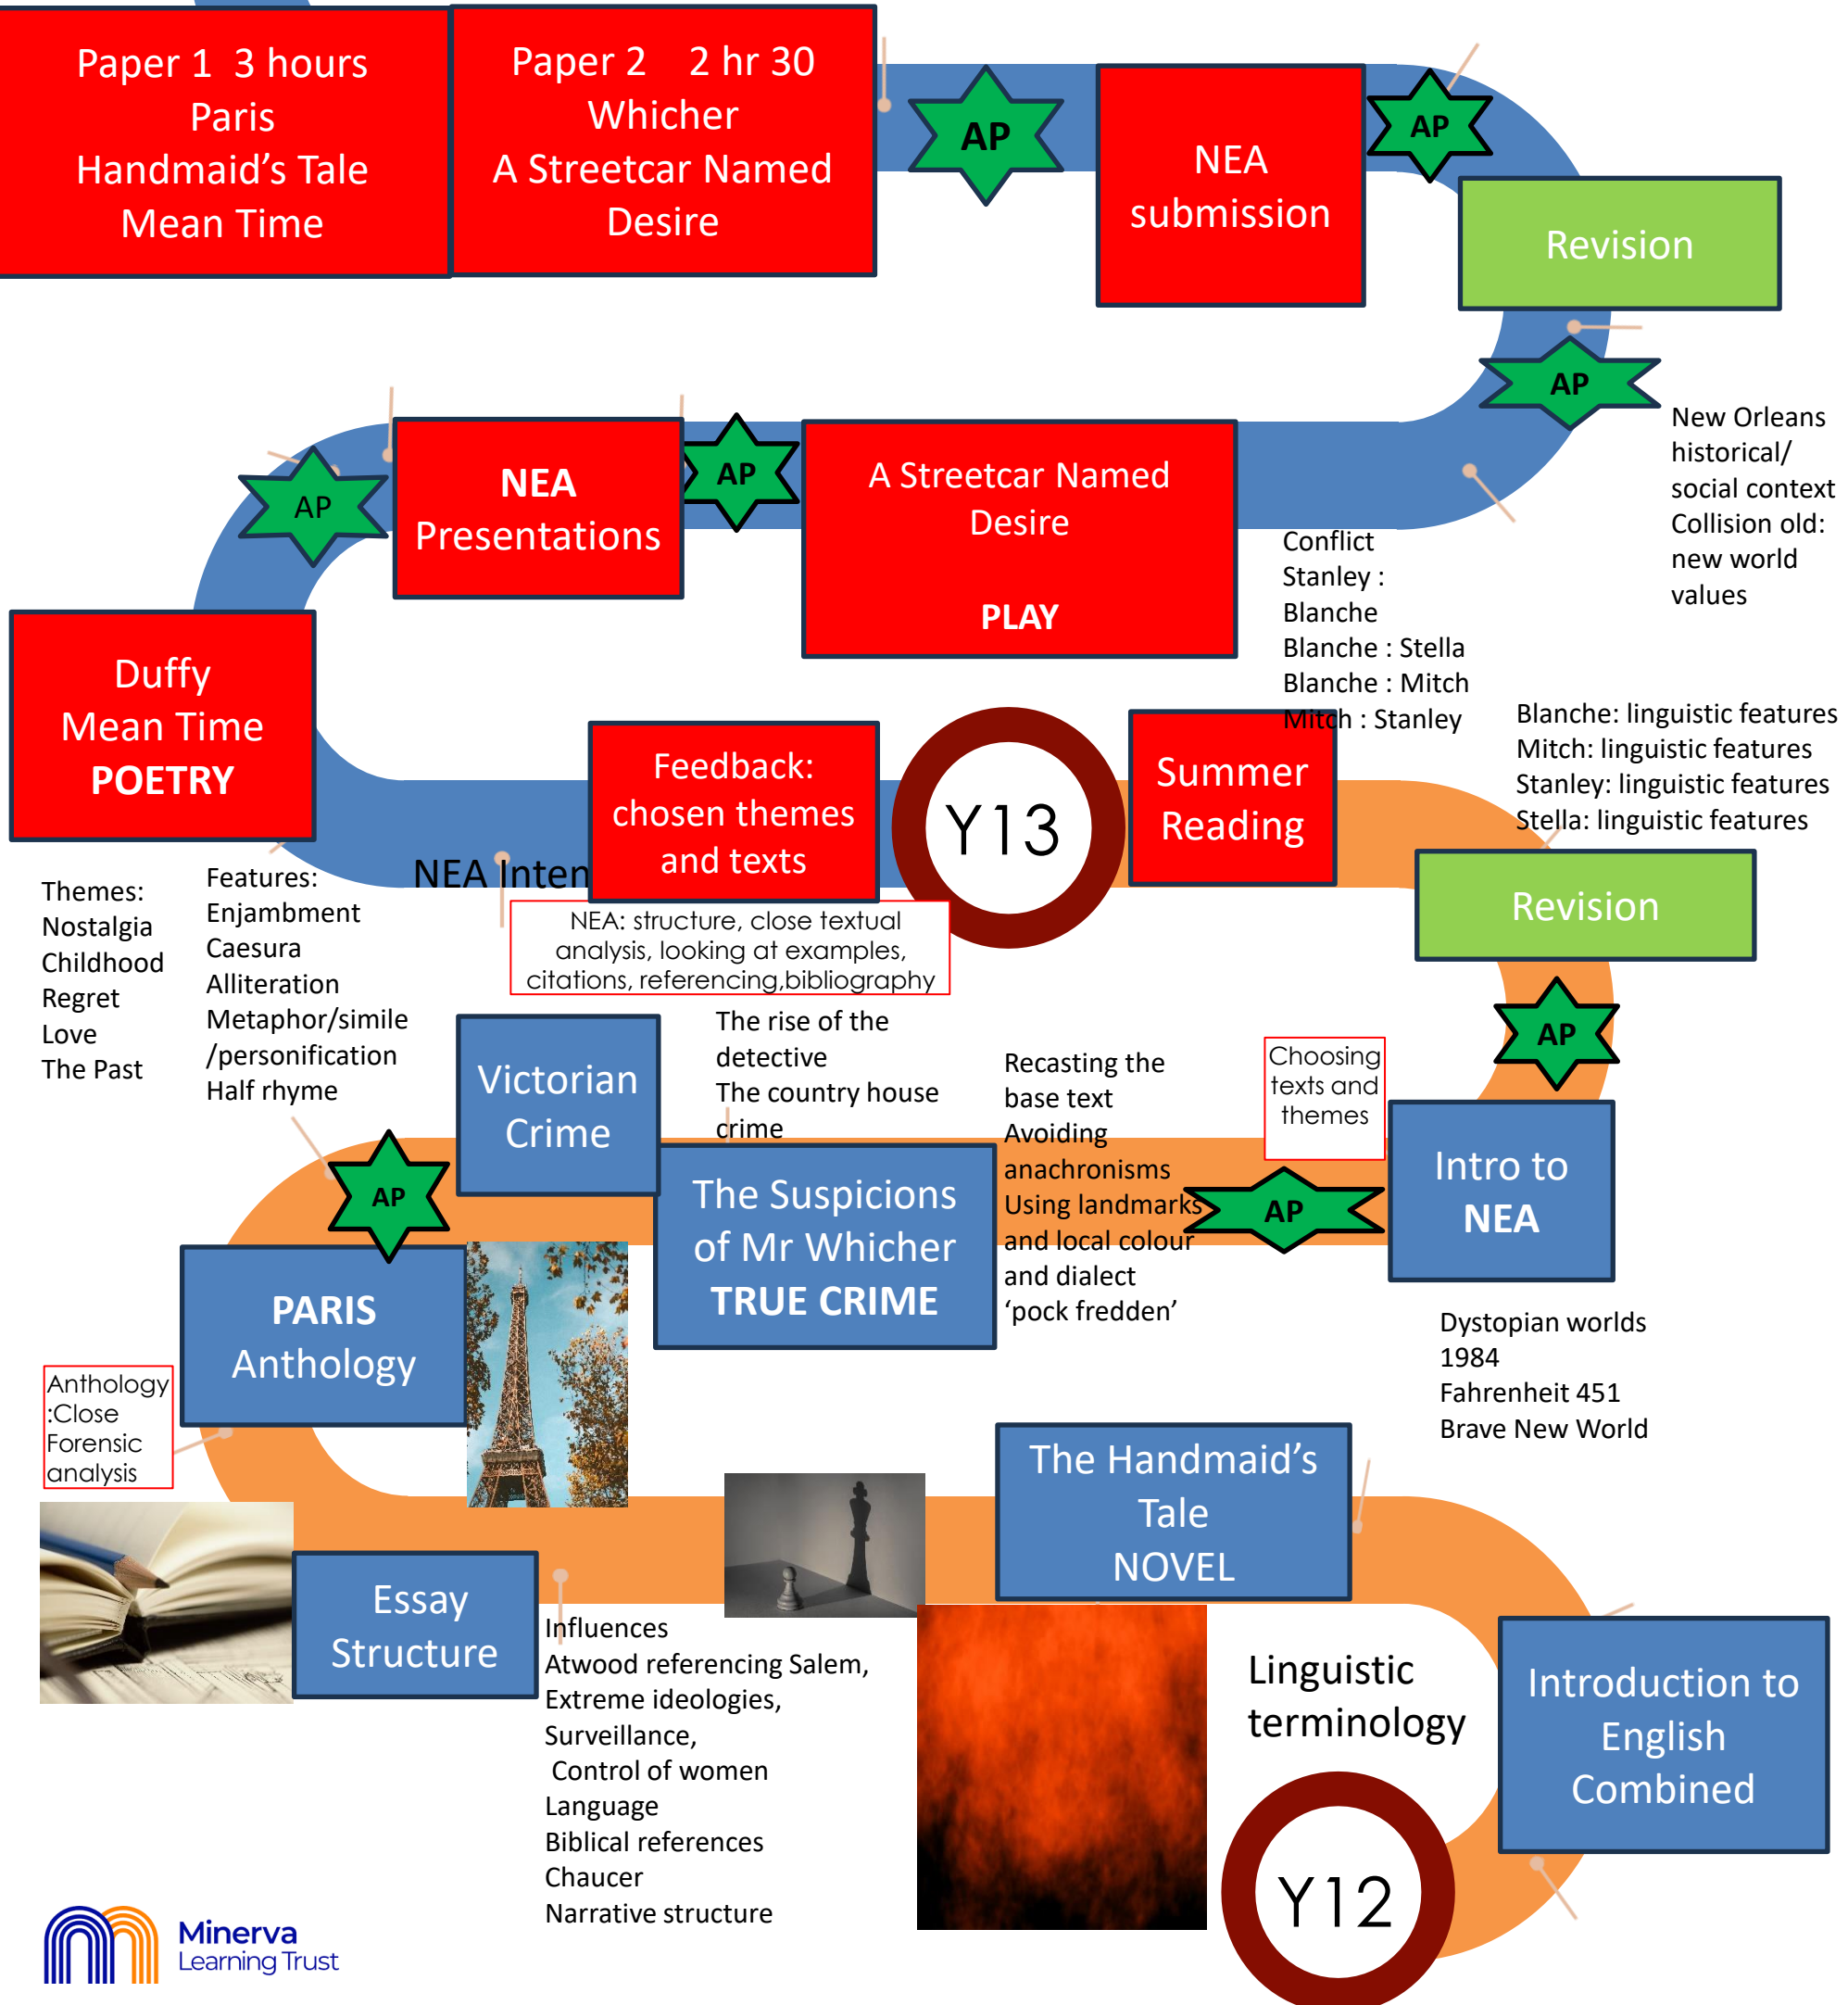 Paper 1  3 hours
Paris
Handmaid’s Tale
Mean Time
Paper 2    2 hr 30
Whicher
A Streetcar Named
Desire
AP
NEA
submission
AP
Revision
AP
New Orleans
historical/
social context
Collision old:
new world
values
AP
NEA
Presentations
AP
A Streetcar Named
Desire
PLAY
Conflict
Stanley :
Blanche
Blanche : Stella
Blanche : Mitch
Mitch : Stanley
Duffy
Mean Time
POETRY
Feedback:
chosen themes
and texts
Y13
Summer
Reading
Blanche: linguistic features
Mitch: linguistic features
Stanley: linguistic features
Stella: linguistic features
Revision
Themes:
Nostalgia
Childhood
Regret
Love
The Past
Features:
Enjambment
Caesura
Alliteration
Metaphor/simile
/personification
Half rhyme
NEA Inten
NEA: structure, close textual
analysis, looking at examples,
citations, referencing,bibliography
AP
Victorian
Crime
The rise of the
detective
The country house
crime
Recasting the
base text
Avoiding
anachronisms
Using landmarks
and local colour
and dialect
‘pock fredden’
Choosing
texts and
themes
AP
Intro to
NEA
AP
The Suspicions
of Mr Whicher
TRUE CRIME
PARIS
Anthology
Anthology
:Close
Forensic
analysis
Dystopian worlds
1984
Fahrenheit 451
Brave New World
The Handmaid’s
Tale
NOVEL
Essay
Structure
Influences
Atwood referencing Salem,
Extreme ideologies,
Surveillance,
Control of women
Language
Biblical references
Chaucer
Narrative structure
Linguistic
terminology
Introduction to
English
Combined
Y12
Minerva
Learning Trust